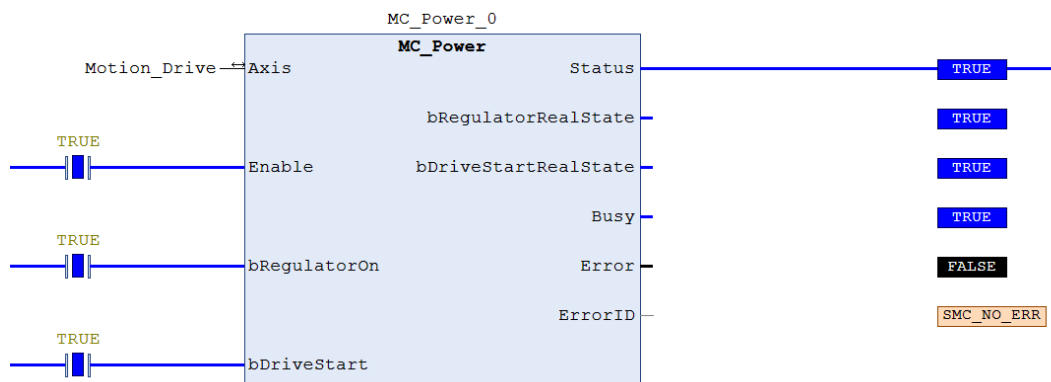 MC_Power_0
MC_Power
Motion_Drive Axis Status TRUE
bRegulatorRealState TRUE
TRUE
Enable bDriveStartRealState TRUE
Busy TRUE
TRUE
bRegulatorOn Error FALSE
ErrorID SMC_NO_ERR
TRUE
bDriveStart